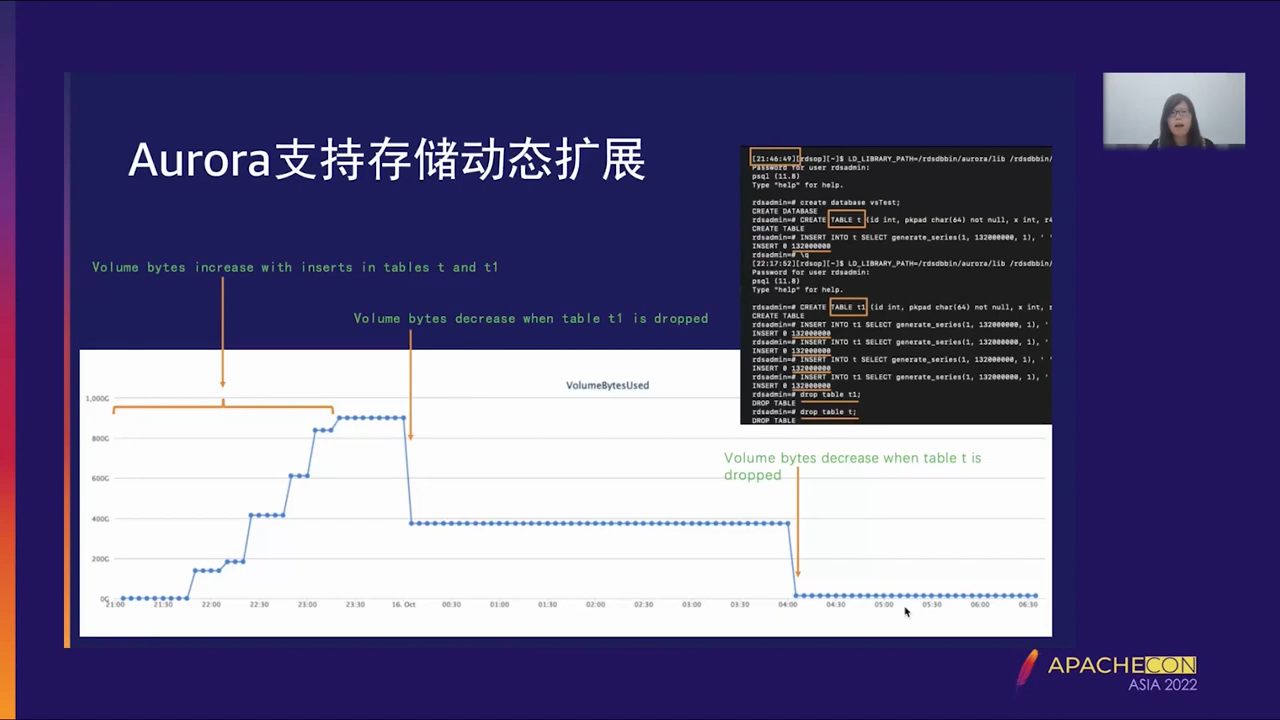 Aurora支持存储动态扩展
Volume bytes increase with inserts in tables t and t1
Volume bytes decrease when table t1 is dropped
[21:46:49][rdsop][~]$ LD_LIBRARY_PATH=/rdsdbbin/aurora/lib /rdsdbbin/
Password for user rdsadmin:
psql (11.8)
Type "help" for help.
rdsadmin=# create database vsTest;
CREATE DATABASE
rdsadmin=# CREATE TABLE t (id int, pkpad char(64) not null, x int, r4
CREATE TABLE
rdsadmin=# INSERT INTO t SELECT generate_series(1, 132000000, 1), ' '
INSERT 0 132000000
rdsadmin=# \q
[22:17:52][rdsop][~]$ LD_LIBRARY_PATH=/rdsdbbin/aurora/lib /rdsdbbin/
Password for user rdsadmin:
psql (11.8)
Type "help" for help.
rdsadmin=# CREATE TABLE t1 (id int, pkpad char(64) not null, x int, r
CREATE TABLE
rdsadmin=# INSERT INTO t1 SELECT generate_series(1, 132000000, 1), '
INSERT 0 132000000
rdsadmin=# INSERT INTO t1 SELECT generate_series(1, 132000000, 1), '
INSERT 0 132000000
rdsadmin=# INSERT INTO t SELECT generate_series(1, 132000000, 1), ' '
INSERT 0 132000000
rdsadmin=# INSERT INTO t1 SELECT generate_series(1, 132000000, 1), '
INSERT 0 132000000
rdsadmin=# drop table t1;
DROP TABLE
rdsadmin=# drop table t;
DROP TABLE
VolumeBytesUsed
1,000G
800G
600G
400G
200G
0G
Volume bytes decrease when table t is
dropped
21:00 21:30 22:00 22:30 23:00 23:30 16. Oct 00:30 01:00 01:30 02:00 02:30 03:00 03:30 04:00 04:30 05:00 05:30 06:00 06:30
APACHECON
ASIA 2022